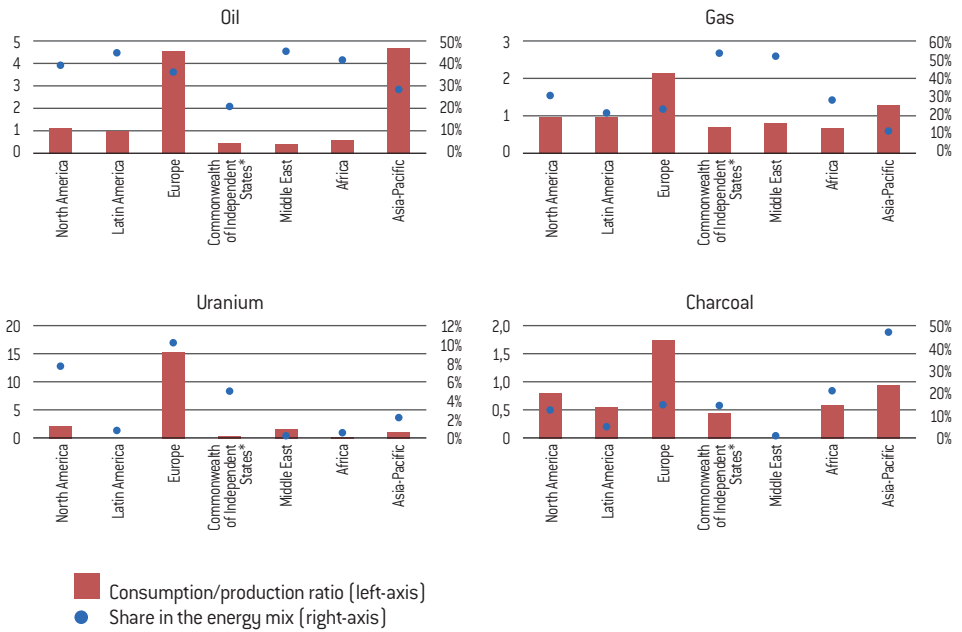 Oil
5
4
3
2
1
0
50%
40%
30%
20%
10%
0%
North America
Latin America
Europe
Commonwealth
of Independent
States*
Middle East
Africa
Asia-Pacific
Gas
3
2
1
0
60%
50%
40%
30%
20%
10%
0%
North America
Latin America
Europe
Commonwealth
of Independent
States*
Middle East
Africa
Asia-Pacific
Uranium
20
15
10
5
0
12%
10%
8%
6%
4%
2%
0%
North America
Latin America
Europe
Commonwealth
of Independent
States*
Middle East
Africa
Asia-Pacific
Charcoal
2,0
1,5
1,0
0,5
0
50%
40%
30%
20%
10%
0%
North America
Latin America
Europe
Commonwealth
of Independent
States*
Middle East
Africa
Asia-Pacific
Consumption/production ratio (left-axis)
Share in the energy mix (right-axis)